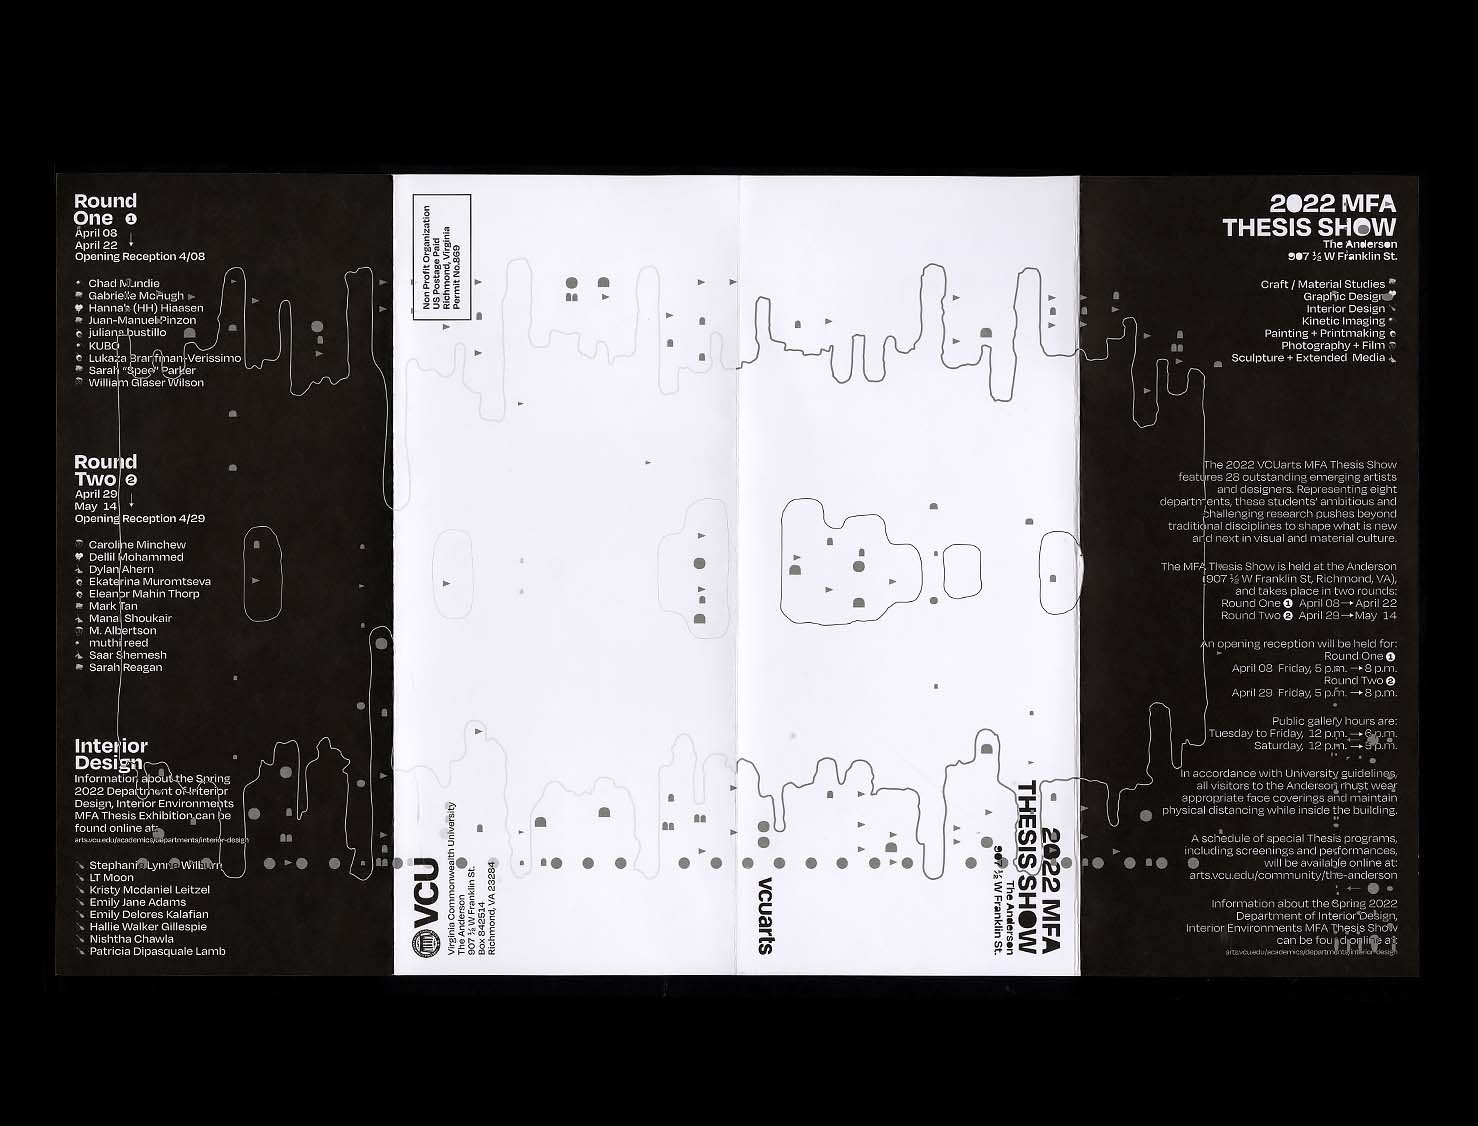 Round
One 1
April 08
April 22
Opening Reception 4/08
Chad Mundie
Gabrielle McHugh
Hannah (HH) Hiaasen
Juan-Manuel Pinzon
juliana bustillo
KUBO
Lukaza Branfman-Verissimo
Sarah "Spec" Parker
William Glaser Wilson
Round
Two 2
April 29
May 14
Opening Reception 4/29
Caroline Minchew
Dellil Mohammed
Dylan Ahern
Ekaterina Muromtseva
Eleanor Mahin Thorp
Mark Tan
Manal Shoukair
M. Albertson
muthi reed
Saar Shemesh
Sarah Reagan
Interior
Design
Information about the Spring
2022 Department of Interior
Design, Interior Environments
MFA Thesis Exhibition can be
found online at:
arts.vcu.edu/academics/departments/interior-design
Stephanie Lynne William
LT Moon
Kristy Mcdaniel Leitzel
Emily Jane Adams
Emily Delores Kalafian
Hallie Walker Gillespie
Nishtha Chawla
Patricia Dipasquale Lamb
Non Profit Organization
US Postage Paid
Richmond, Virginia
Permit No.869
VCU
Virginia Commonwealth University
The Anderson
907 ½ W Franklin St.
Box 842514
Richmond, VA 23284
vcuarts
2022 MFA
THESIS SHOW
The Anderson
907 ½ W Franklin St.
2022 MFA
THESIS SHOW
The Anderson
907 ½ W Franklin St.
Craft / Material Studies
Graphic Design
Interior Design
Kinetic Imaging
Painting + Printmaking
Photography + Film
Sculpture + Extended Media
The 2022 VCUarts MFA Thesis Show
features 28 outstanding emerging artists
and designers. Representing eight
departments, these students' ambitious and
challenging research pushes beyond
traditional disciplines to shape what is new
and next in visual and material culture.
The MFA Thesis Show is held at the Anderson
(907 ½ W Franklin St, Richmond, VA),
and takes place in two rounds:
Round One 1 April 08→April 22
Round Two 2 April 29→May 14
An opening reception will be held for:
Round One 1
April 08 Friday, 5 p.m. →8 p.m.
Round Two 2
April 29 Friday, 5 p.m. →8 p.m.
Public gallery hours are:
Tuesday to Friday, 12 p.m. →6 p.m.
Saturday, 12 p.m. →5 p.m.
In accordance with University guidelines,
all visitors to the Anderson must wear
appropriate face coverings and maintain
physical distancing while inside the building.
A schedule of special Thesis programs,
including screenings and performances,
will be available online at:
arts.vcu.edu/community/the-anderson
Information about the Spring 2022
Department of Interior Design,
Interior Environments MFA Thesis Show
can be found online at:
arts.vcu.edu/academics/departments/interior-design